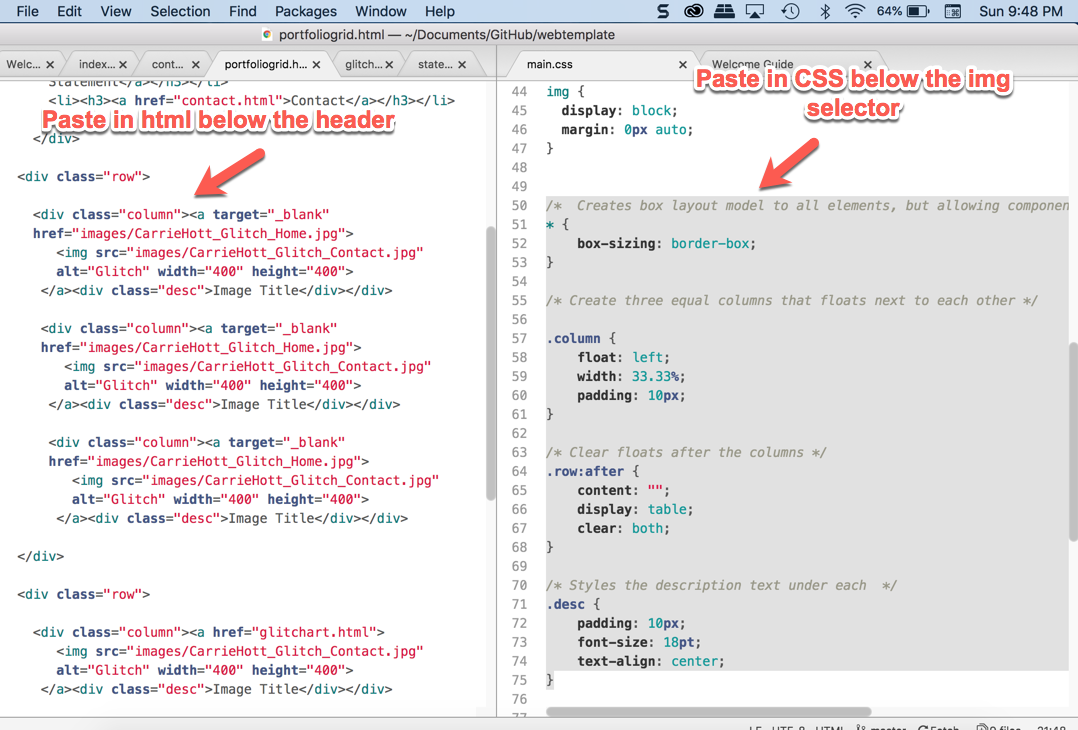 File Edit View Selection Find Packages Window Help 64% Sun 9:48 PM
portfoliogrid.html — ~/Documents/GitHub/webtemplate
Welc... index... cont... portfoliogrid.h... glitch... state...
Statement</a></h3></li>
<li><h3><a href="contact.html">Contact</a></h3></li>
Paste in html below the header
</div>
<div class="row">
<div class="column"><a target="_blank"
href="images/CarrieHott_Glitch_Home.jpg">
<img src="images/CarrieHott_Glitch_Contact.jpg"
alt="Glitch" width="400" height="400">
</a><div class="desc">Image Title</div></div>
<div class="column"><a target="_blank"
href="images/CarrieHott_Glitch_Home.jpg">
<img src="images/CarrieHott_Glitch_Contact.jpg"
alt="Glitch" width="400" height="400">
</a><div class="desc">Image Title</div></div>
<div class="column"><a target="_blank"
href="images/CarrieHott_Glitch_Home.jpg">
<img src="images/CarrieHott_Glitch_Contact.jpg"
alt="Glitch" width="400" height="400">
</a><div class="desc">Image Title</div></div>
</div>
<div class="row">
<div class="column"><a href="glitchart.html">
<img src="images/CarrieHott_Glitch_Contact.jpg"
alt="Glitch" width="400" height="400">
</a><div class="desc">Image Title</div></div>
main.css Welcome Guide
Paste in CSS below the img
selector
44 img {
45 display: block;
46 margin: 0px auto;
47 }
48
49
50 /* Creates box layout model to all elements, but allowing componen
51 * {
52 box-sizing: border-box;
53 }
54
55 /* Create three equal columns that floats next to each other */
56
57 .column {
58 float: left;
59 width: 33.33%;
60 padding: 10px;
61 }
62
63 /* Clear floats after the columns */
64 .row:after {
65 content: "";
66 display: table;
67 clear: both;
68 }
69
70 /* Styles the description text under each */
71 .desc {
72 padding: 10px;
73 font-size: 18pt;
74 text-align: center;
75 }
76
77
LF UTF-8 HTML master Fetch 0 files 31:48